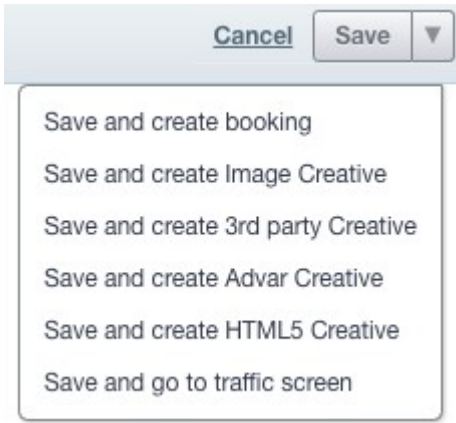 Cancel Save ▼
Save and create booking
Save and create Image Creative
Save and create 3rd party Creative
Save and create Advar Creative
Save and create HTML5 Creative
Save and go to traffic screen